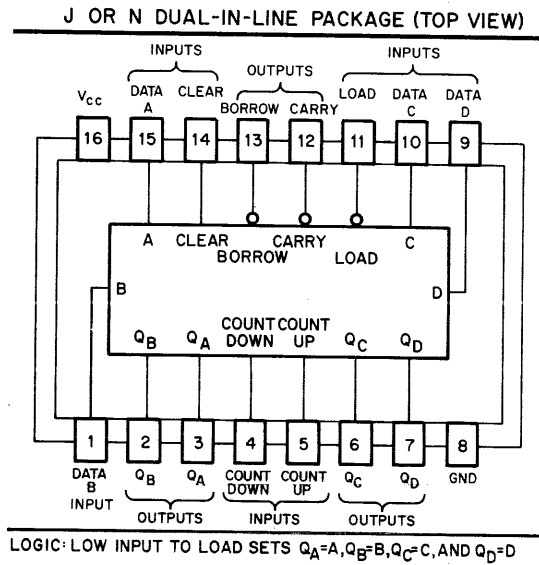 J OR N DUAL-IN-LINE PACKAGE (TOP VIEW)
INPUTS OUTPUTS INPUTS
VCC DATA A CLEAR BORROW CARRY LOAD DATA C DATA D
16 15 14 13 12 11 10 9
A CLEAR BORROW CARRY LOAD C
B D
QB QA COUNT DOWN COUNT UP QC QD
1 2 3 4 5 6 7 8
DATA B INPUT QB QA COUNT DOWN COUNT UP QC QD GND
OUTPUTS INPUTS OUTPUTS
LOGIC: LOW INPUT TO LOAD SETS QA=A, QB=B, QC=C, AND QD=D